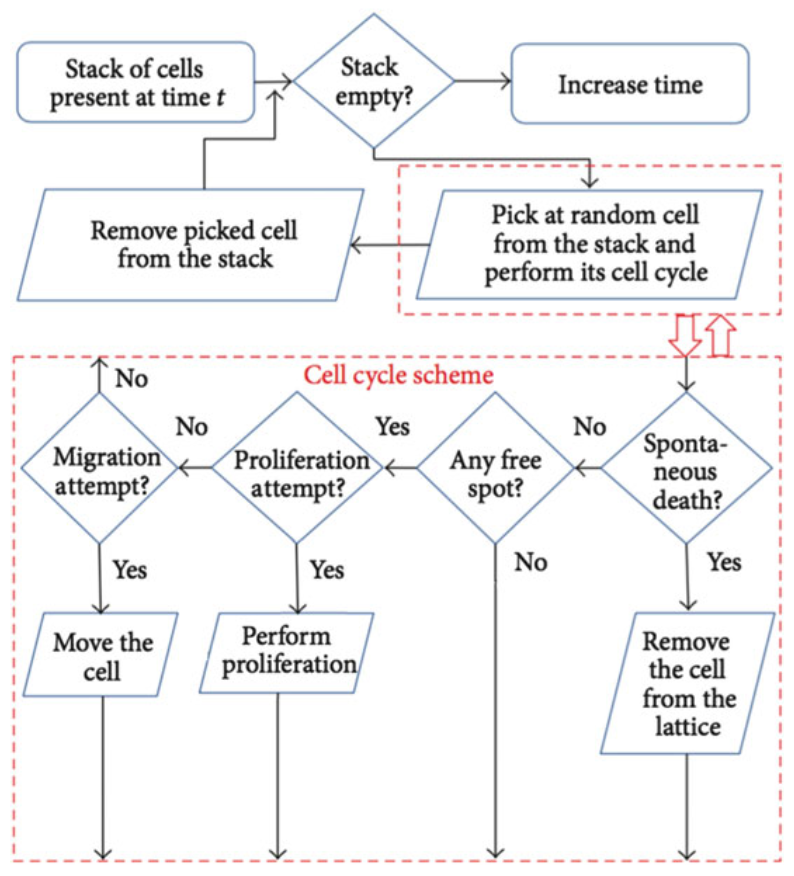 Stack of cells
present at time t
Stack
empty?
Increase time
Remove picked cell
from the stack
Pick at random cell
from the stack and
perform its cell cycle
Cell cycle scheme
No
Migration
attempt?
No
Proliferation
attempt?
Yes
Any free
spot?
No
Sponta-
neous
death?
Yes
Yes
No
Yes
Move the
cell
Perform
proliferation
Remove
the cell
from the
lattice